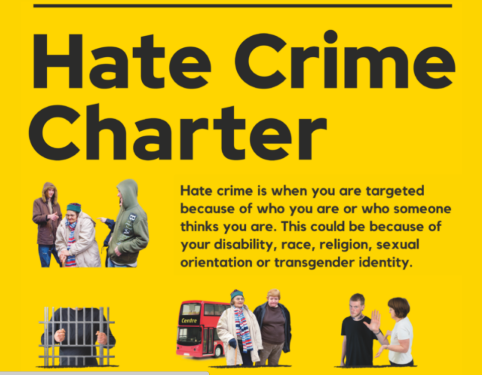 Hate Crime
Charter
Hate crime is when you are targeted
because of who you are or who someone
thinks you are. This could be because of
your disability, race, religion, sexual
orientation or transgender identity.